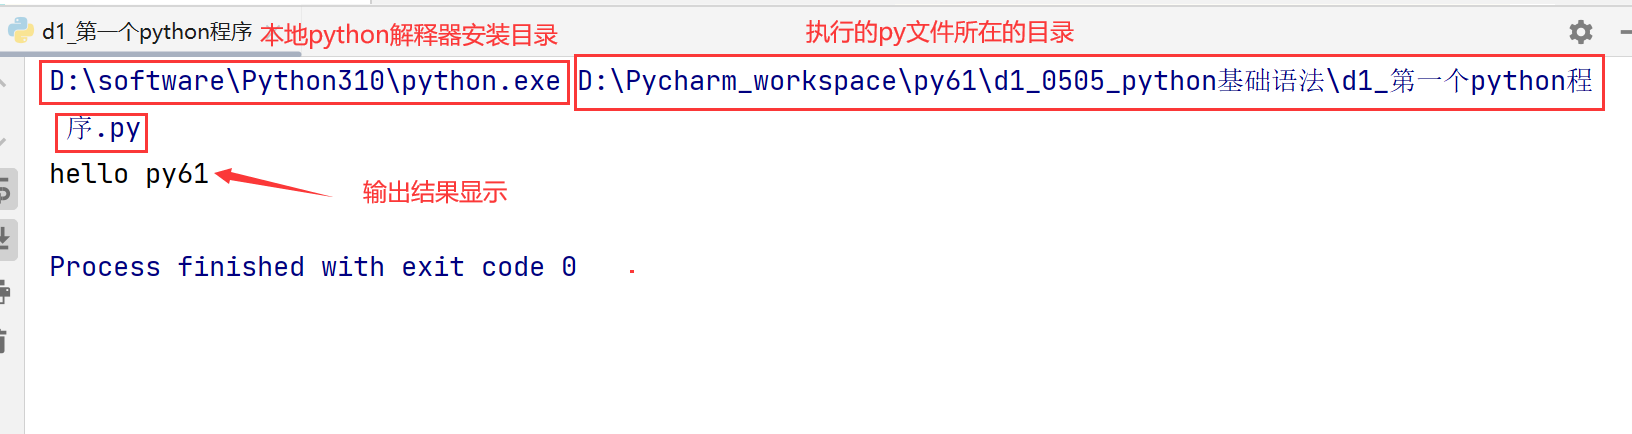 d1_第一个python程序 本地python解释器安装目录 执行的py文件所在的目录
D:\software\Python310\python.exe D:\Pycharm_workspace\py61\d1_0505_python基础语法\d1_第一个python程
序.py
hello py61
输出结果显示
Process finished with exit code 0